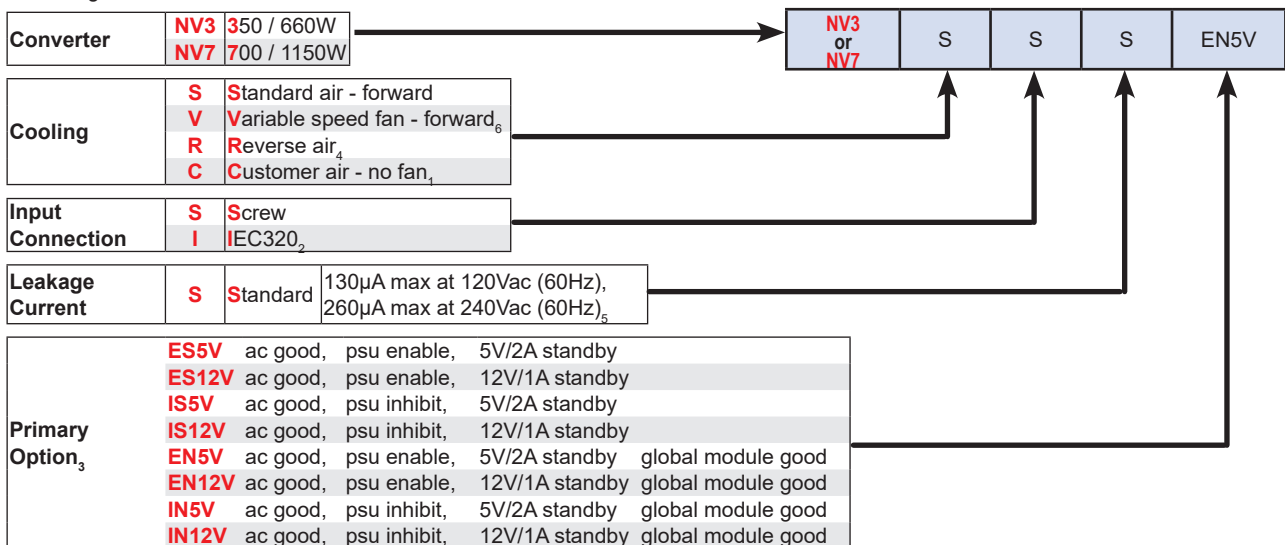 Converter NV3 350 / 660W
NV7 700 / 1150W
NV3 or NV7 S S S EN5V
Cooling
S Standard air - forward
V Variable speed fan - forward6
R Reverse air4
C Customer air - no fan1
Input Connection
S Screw
I IEC3202
Leakage Current
S Standard 130µA max at 120Vac (60Hz),
260µA max at 240Vac (60Hz)5
Primary Option3
ES5V ac good, psu enable, 5V/2A standby
ES12V ac good, psu enable, 12V/1A standby
IS5V ac good, psu inhibit, 5V/2A standby
IS12V ac good, psu inhibit, 12V/1A standby
EN5V ac good, psu enable, 5V/2A standby global module good
EN12V ac good, psu enable, 12V/1A standby global module good
IN5V ac good, psu inhibit, 5V/2A standby global module good
IN12V ac good, psu inhibit, 12V/1A standby global module good